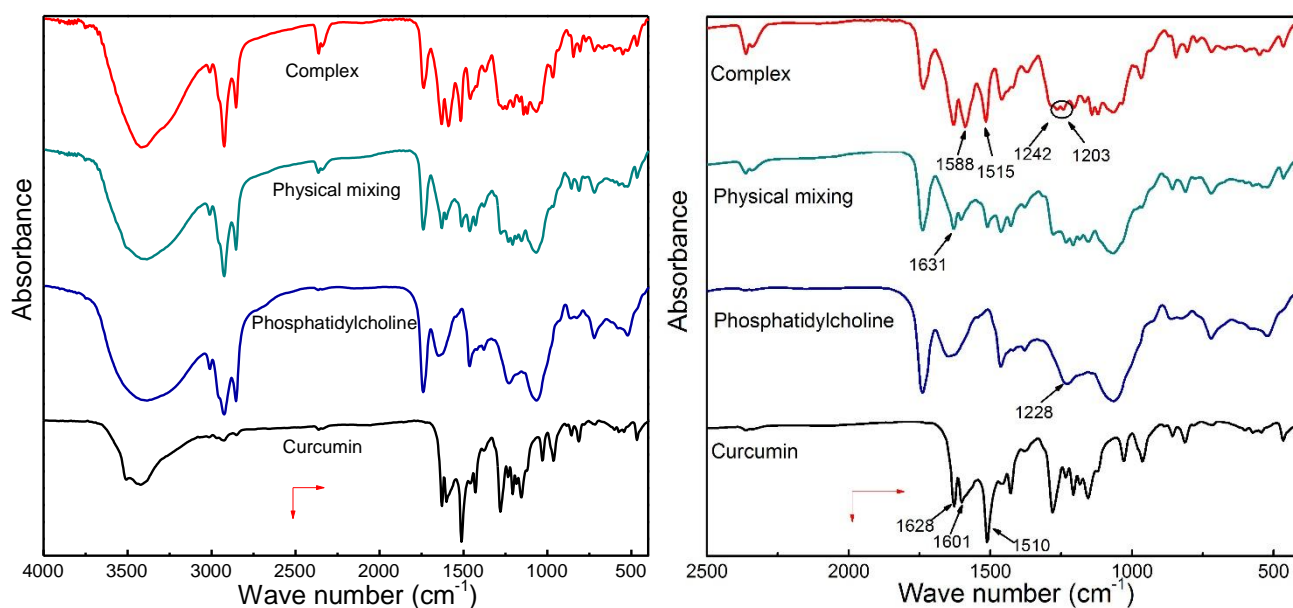 Absorbance
Complex
Physical mixing
Phosphatidylcholine
Curcumin
4000 3500 3000 2500 2000 1500 1000 500
Wave number (cm⁻¹)
Absorbance
Complex
1588
1515
1242
1203
Physical mixing
1631
Phosphatidylcholine
1228
Curcumin
1628
1601
1510
2500 2000 1500 1000 500
Wave number (cm⁻¹)